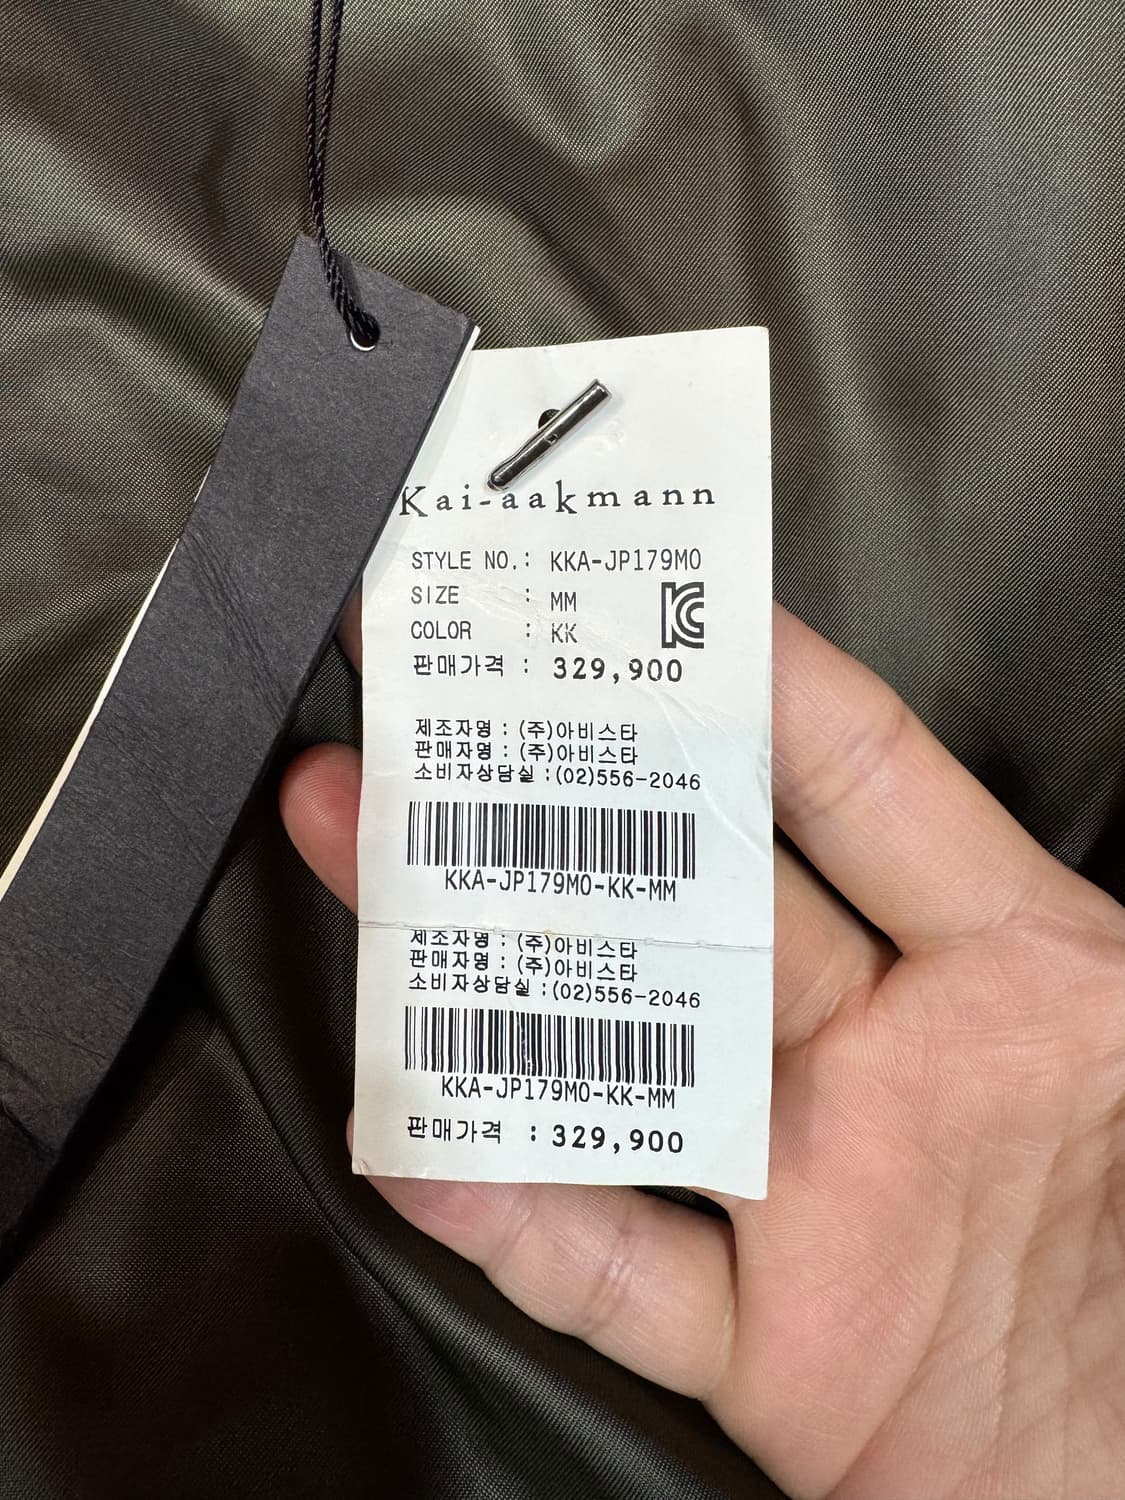 Kai-aakmann
STYLE NO.: KKA-JP179M0
SIZE : MM
COLOR : KK
판매가격 : 329,900
제조자명 : (주)아비스타
판매자명 : (주)아비스타
소비자상담실 :(02)556-2046
KKA-JP179M0-KK-MM
제조자명 : (주)아비스타
판매자명 : (주)아비스타
소비자상담실 :(02)556-2046
KKA-JP179M0-KK-MM
판매가격 : 329,900